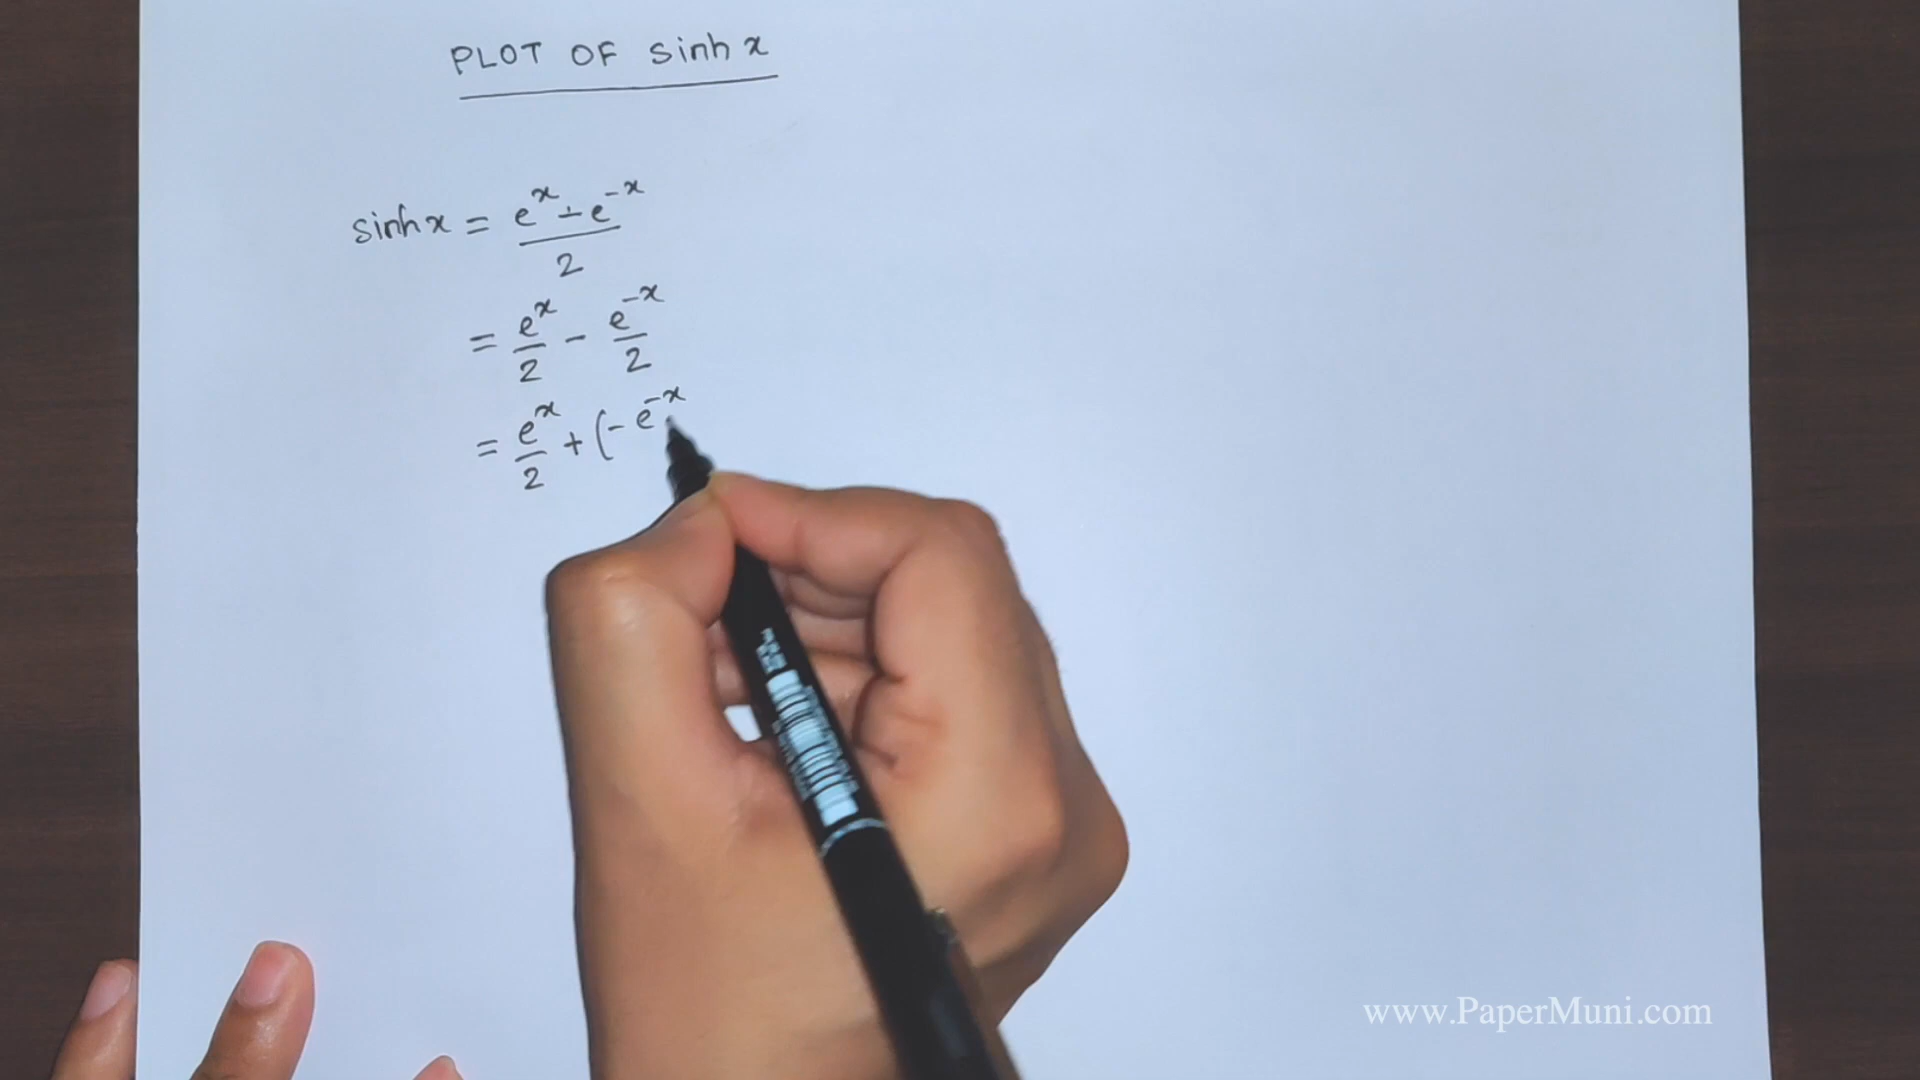 PLOT OF sinh x
sinh x = (e^x - e^-x)/2
= e^x/2 - e^-x/2
= e^x/2 + (- e^-x
www.PaperMuni.com